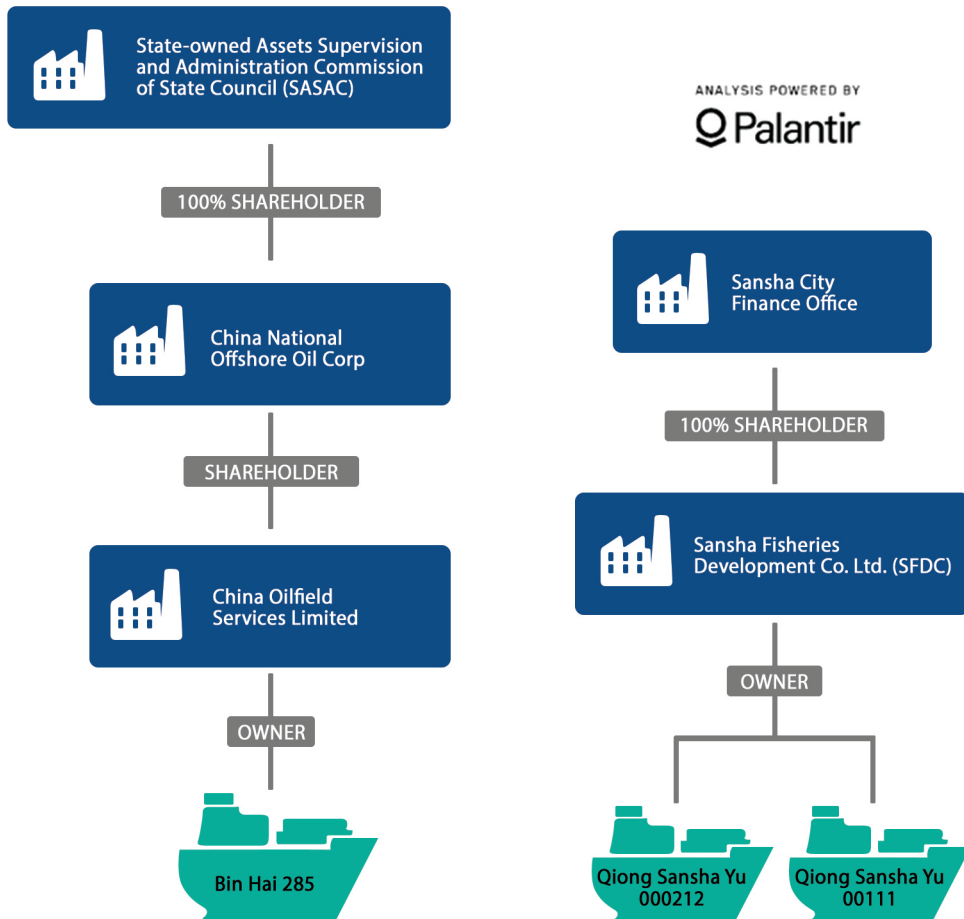 State-owned Assets Supervision
and Administration Commission
of State Council (SASAC)
100% SHAREHOLDER
China National
Offshore Oil Corp
SHAREHOLDER
China Oilfield
Services Limited
OWNER
Bin Hai 285
ANALYSIS POWERED BY
Palantir
Sansha City
Finance Office
100% SHAREHOLDER
Sansha Fisheries
Development Co. Ltd. (SFDC)
OWNER
Qiong Sansha Yu
000212
Qiong Sansha Yu
00111